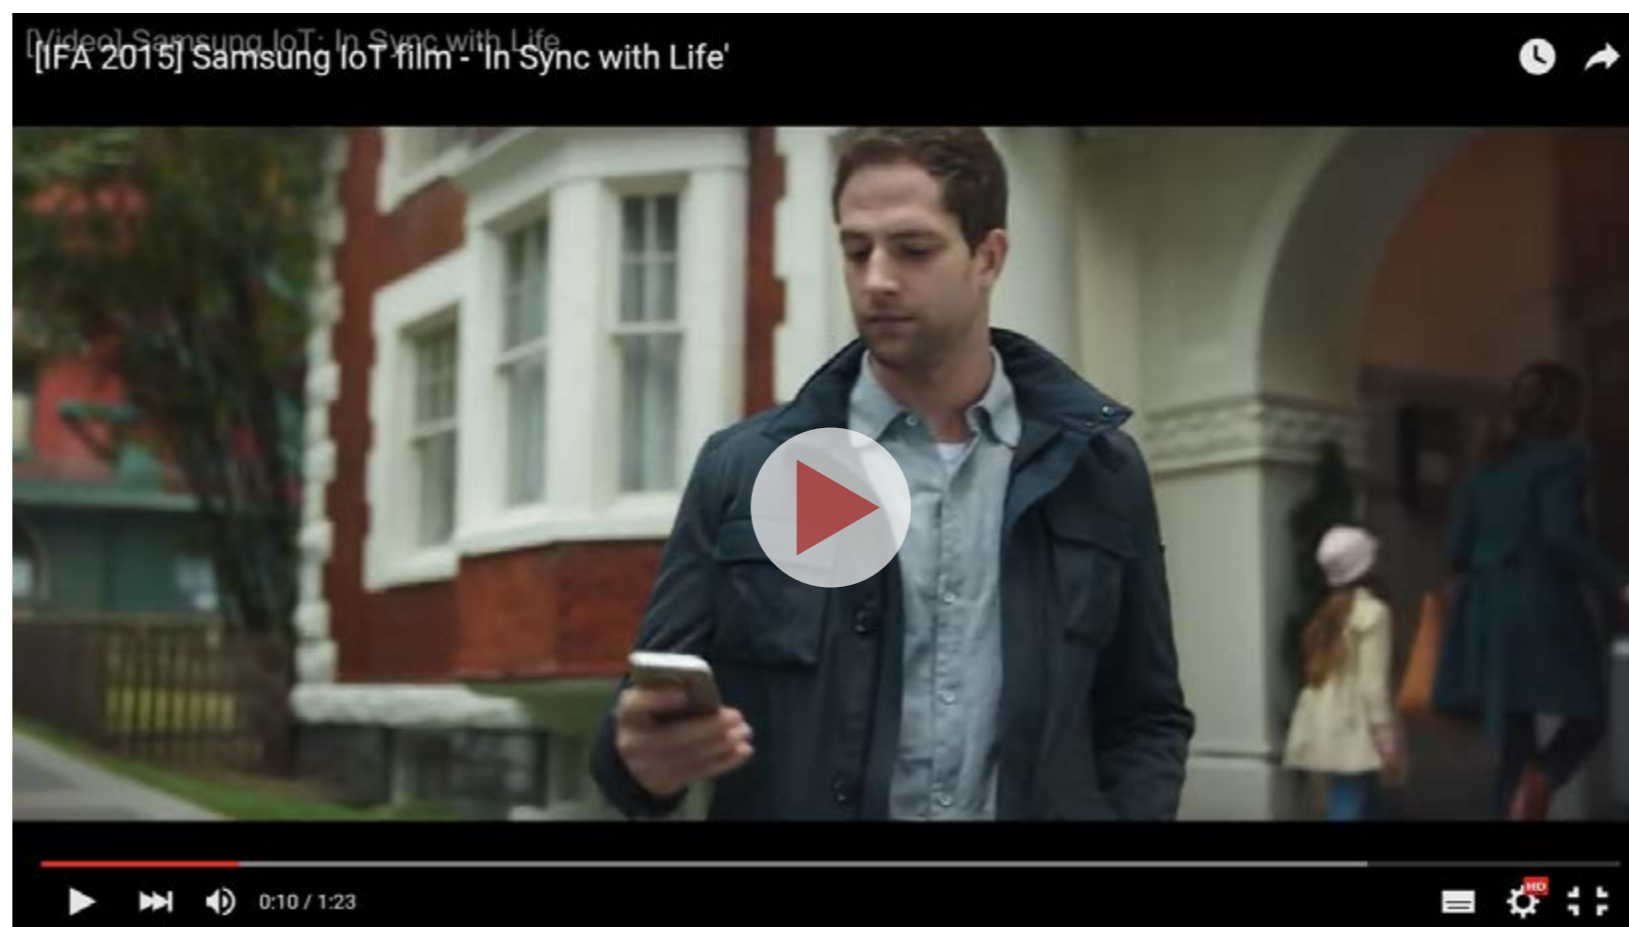 [Video] Samsung IoT: In Sync with Life
[IFA 2015] Samsung IoT film - 'In Sync with Life'
0:10 / 1:23
HD